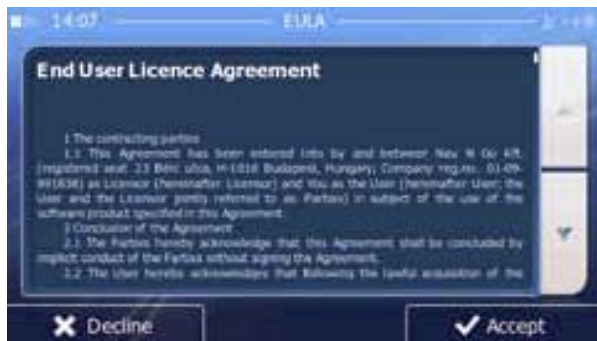 14:07 EULA
End User Licence Agreement
1 The contracting parties
1.1 This Agreement has been entered into by and between Nav N Go Kft.
(registered seat: 23 Bérc utca, H-1016 Budapest, Hungary; Company reg.no.: 01-09-
891838) as Licensor (hereinafter Licensor) and You as the User (hereinafter User; the
User and the Licensor jointly referred to as Parties) in subject of the use of the
software product specified in this Agreement.
2 Conclusion of the Agreement
2.1 The Parties hereby acknowledge that this Agreement shall be concluded by
implicit conduct of the Parties without signing the Agreement.
2.2 The User hereby acknowledges that following the lawful acquisition of the
Decline
Accept